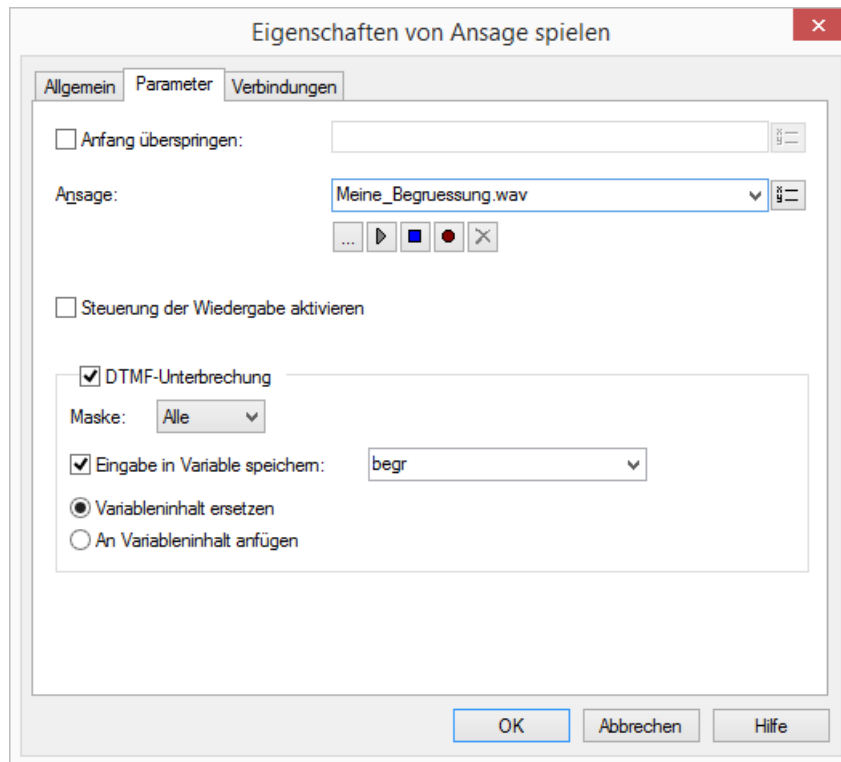 Eigenschaften von Ansage spielen
Allgemein Parameter Verbindungen
Anfang überspringen:
Ansage: Meine_Begruessung.wav
...
Steuerung der Wiedergabe aktivieren
DTMF-Unterbrechung
Maske: Alle
Eingabe in Variable speichern: begr
Variableninhalt ersetzen
An Variableninhalt anfügen
OK Abbrechen Hilfe